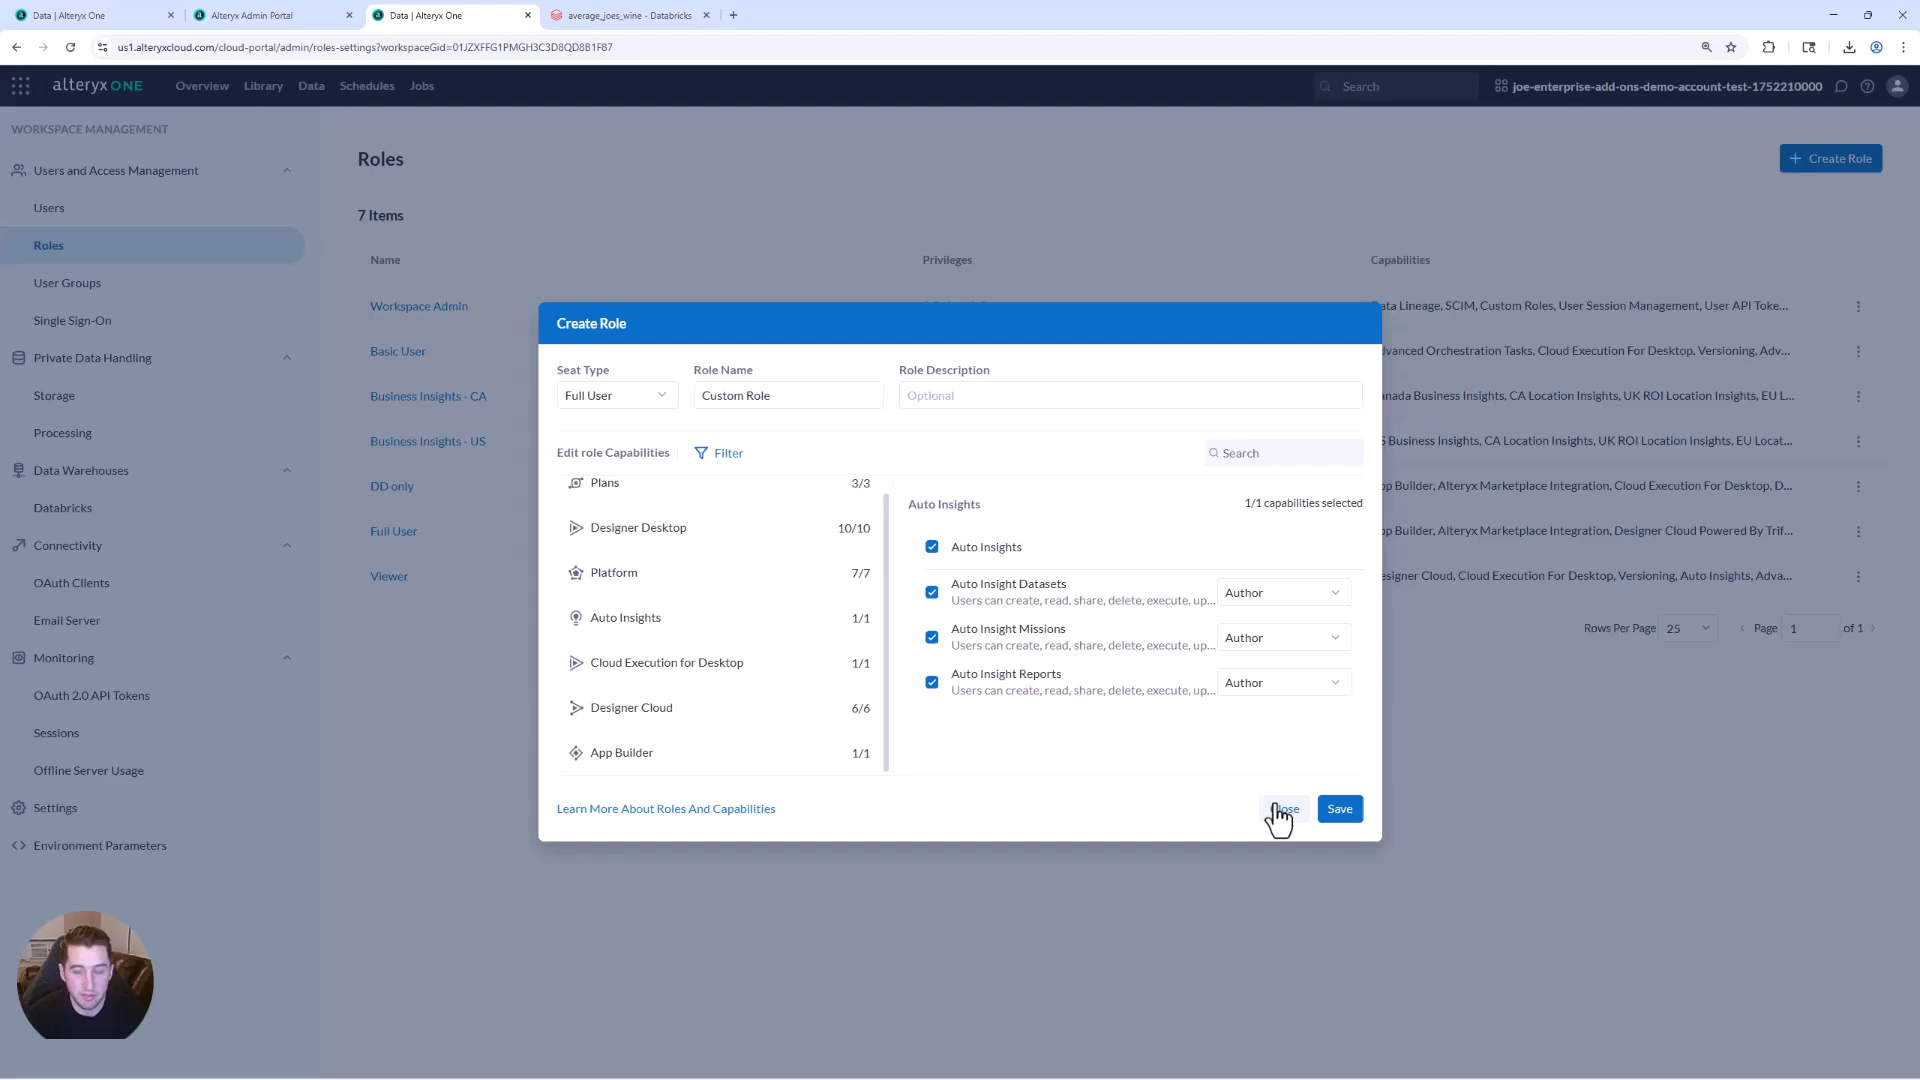 Data | Alteryx One
Alteryx Admin Portal
Data | Alteryx One
average_joes_wine - Databricks
us1.alteryxcloud.com/cloud-portal/admin/roles-settings?workspaceGid=01JZXFFG1PMGH3C3D8QD8B1F87
alteryx ONE
Overview
Library
Data
Schedules
Jobs
Search
joe-enterprise-add-ons-demo-account-test-1752210000
WORKSPACE MANAGEMENT
Users and Access Management
Users
Roles
User Groups
Single Sign-On
Private Data Handling
Storage
Processing
Data Warehouses
Databricks
Connectivity
OAuth Clients
Email Server
Monitoring
OAuth 2.0 API Tokens
Sessions
Offline Server Usage
Settings
Environment Parameters
Roles
Create Role
7 Items
Name
Privileges
Capabilities
Workspace Admin
ata Lineage, SCIM, Custom Roles, User Session Management, User API Toke...
Basic User
dvanced Orchestration Tasks, Cloud Execution For Desktop, Versioning, Adv...
Business Insights - CA
anada Business Insights, CA Location Insights, UK ROI Location Insights, EU L...
Business Insights - US
S Business Insights, CA Location Insights, UK ROI Location Insights, EU Locat...
DD only
pp Builder, Alteryx Marketplace Integration, Cloud Execution For Desktop, D...
Full User
pp Builder, Alteryx Marketplace Integration, Designer Cloud Powered By Trif...
Viewer
esigner Cloud, Cloud Execution For Desktop, Versioning, Auto Insights, Adva...
Rows Per Page 25
Page 1 of 1
Create Role
Seat Type
Full User
Role Name
Custom Role
Role Description
Optional
Edit role Capabilities
Filter
Search
Plans 3/3
Designer Desktop 10/10
Platform 7/7
Auto Insights 1/1
Cloud Execution for Desktop 1/1
Designer Cloud 6/6
App Builder 1/1
Auto Insights
1/1 capabilities selected
Auto Insights
Auto Insight Datasets
Users can create, read, share, delete, execute, up...
Author
Auto Insight Missions
Users can create, read, share, delete, execute, up...
Author
Auto Insight Reports
Users can create, read, share, delete, execute, up...
Author
Learn More About Roles And Capabilities
Close
Save